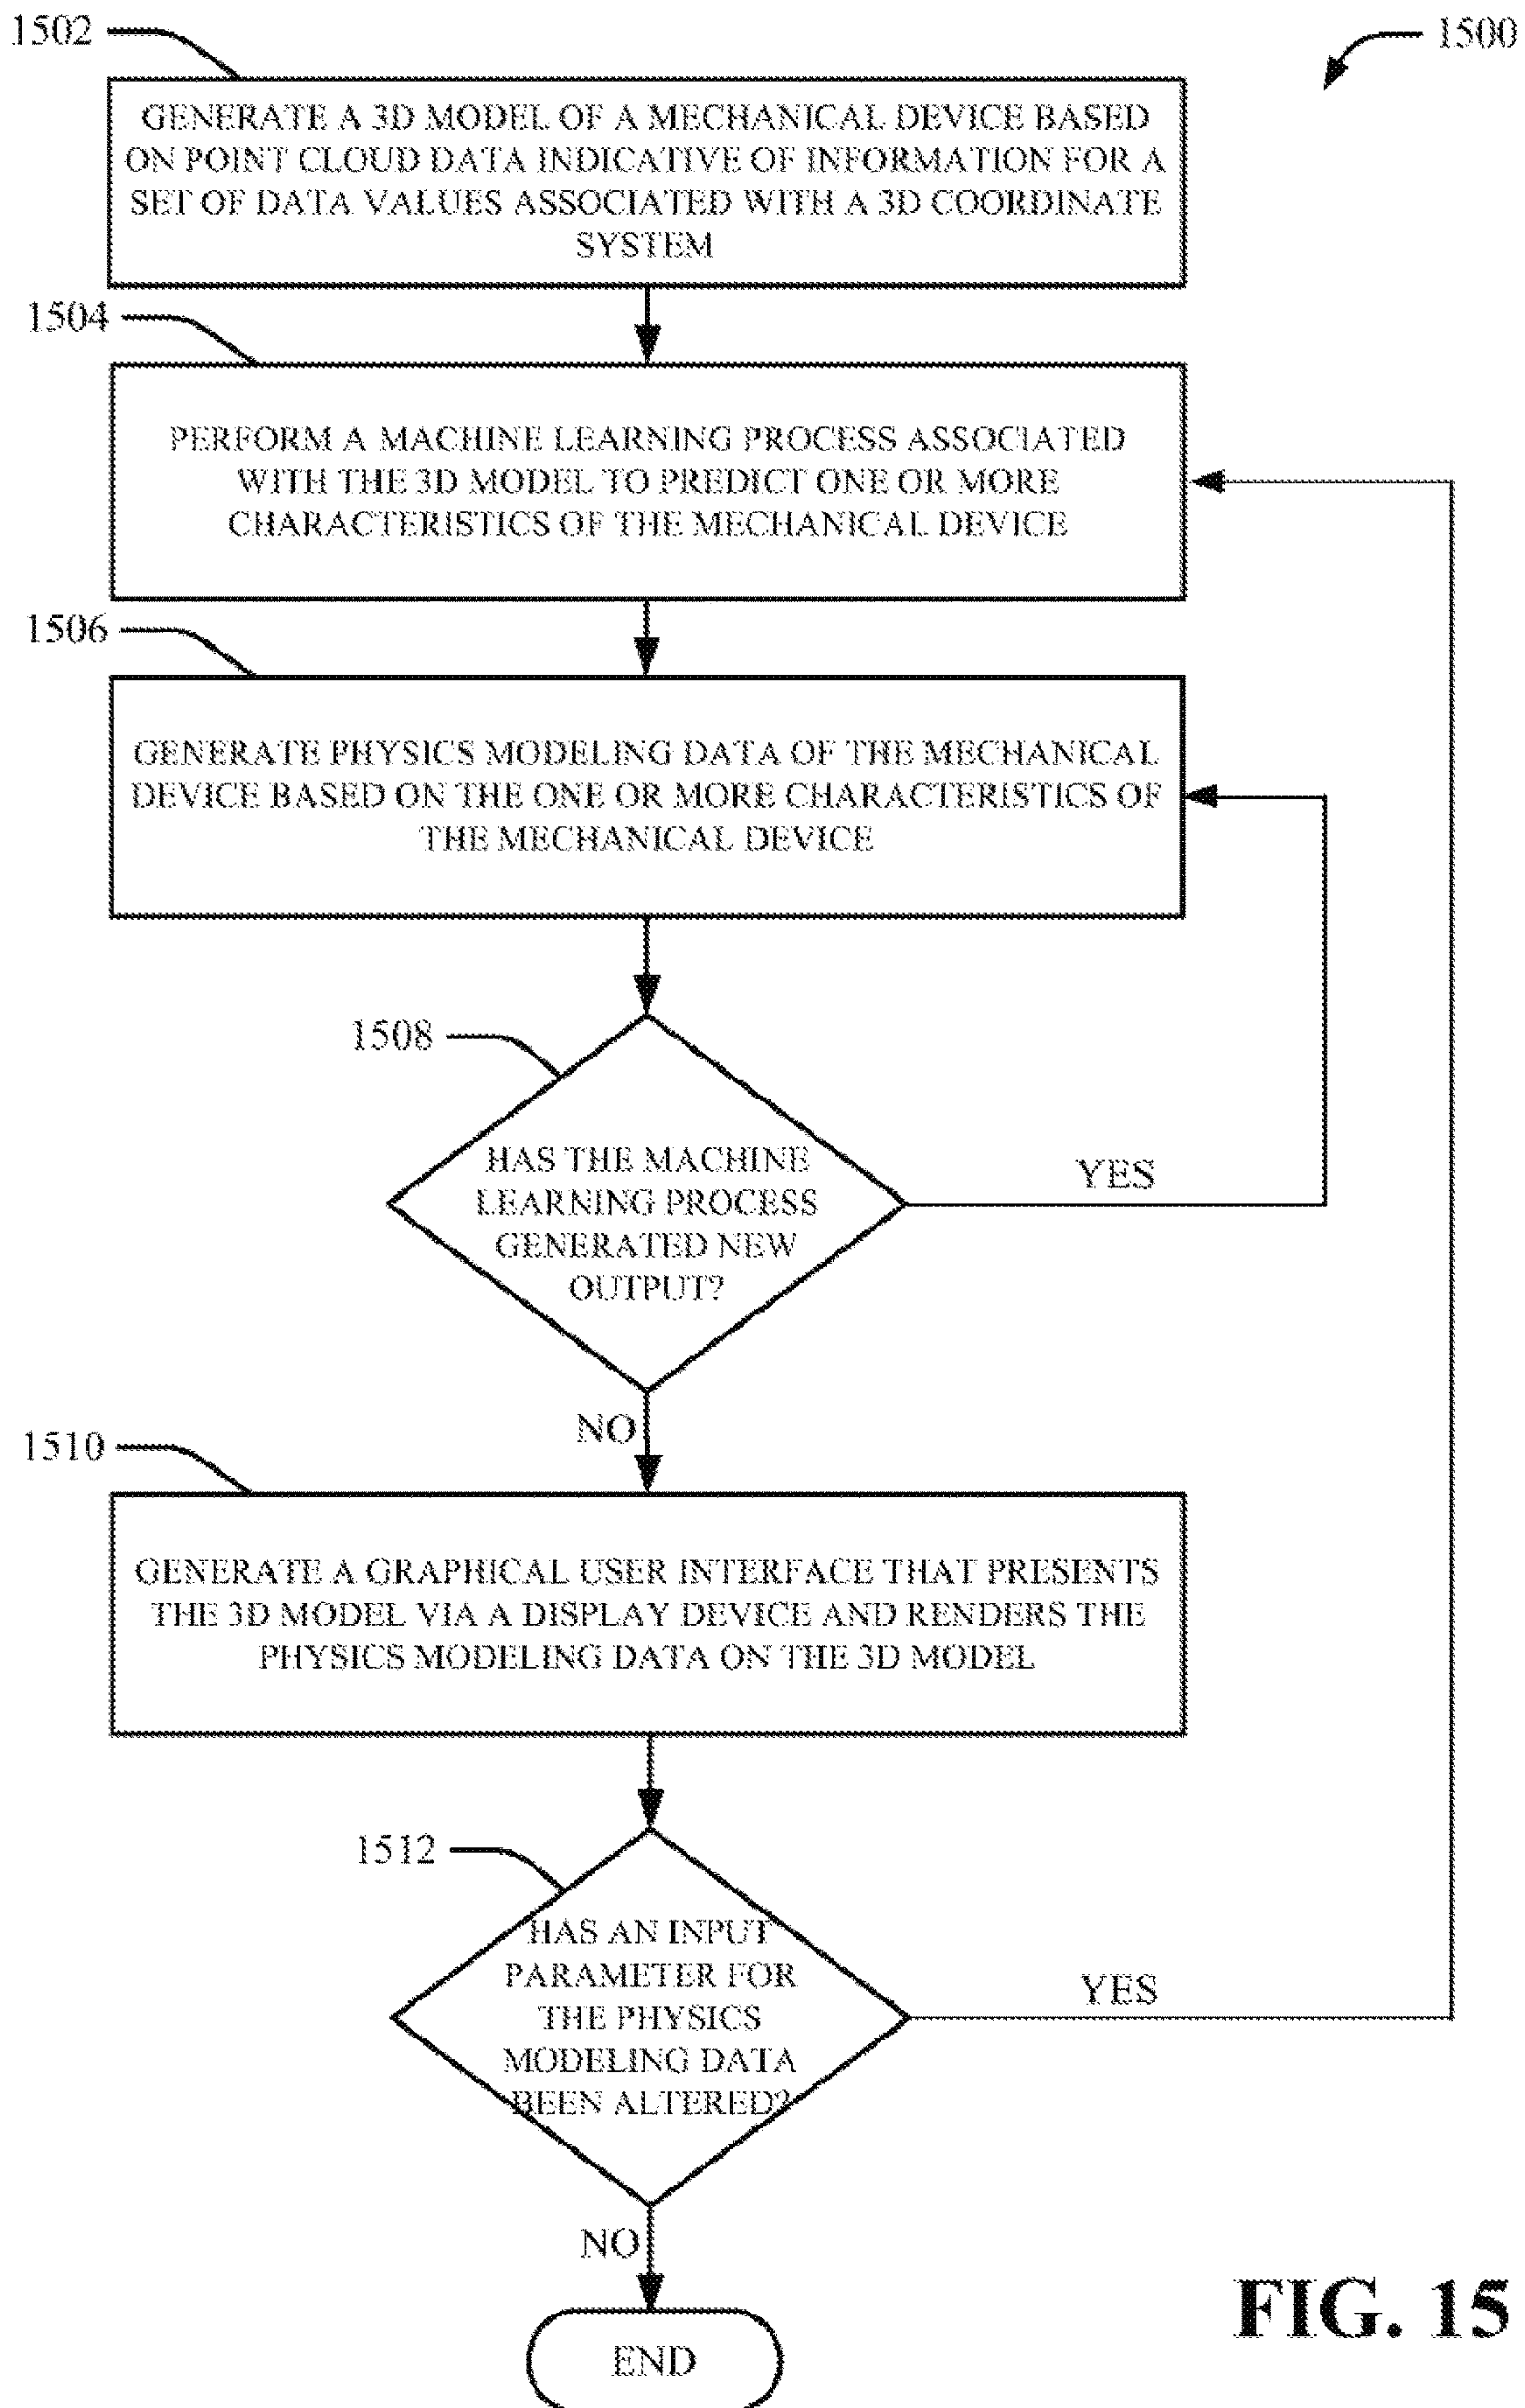 1502
1500
GENERATE A 3D MODEL OF A MECHANICAL DEVICE BASED
ON POINT CLOUD DATA INDICATIVE OF INFORMATION FOR A
SET OF DATA VALUES ASSOCIATED WITH A 3D COORDINATE
SYSTEM
1504
PERFORM A MACHINE LEARNING PROCESS ASSOCIATED
WITH THE 3D MODEL TO PREDICT ONE OR MORE
CHARACTERISTICS OF THE MECHANICAL DEVICE
1506
GENERATE PHYSICS MODELING DATA OF THE MECHANICAL
DEVICE BASED ON THE ONE OR MORE CHARACTERISTICS OF
THE MECHANICAL DEVICE
1508
HAS THE MACHINE
LEARNING PROCESS
GENERATED NEW
OUTPUT?
YES
NO
1510
GENERATE A GRAPHICAL USER INTERFACE THAT PRESENTS
THE 3D MODEL VIA A DISPLAY DEVICE AND RENDERS THE
PHYSICS MODELING DATA ON THE 3D MODEL
1512
HAS AN INPUT
PARAMETER FOR
THE PHYSICS
MODELING DATA
BEEN ALTERED?
YES
NO
END
FIG. 15